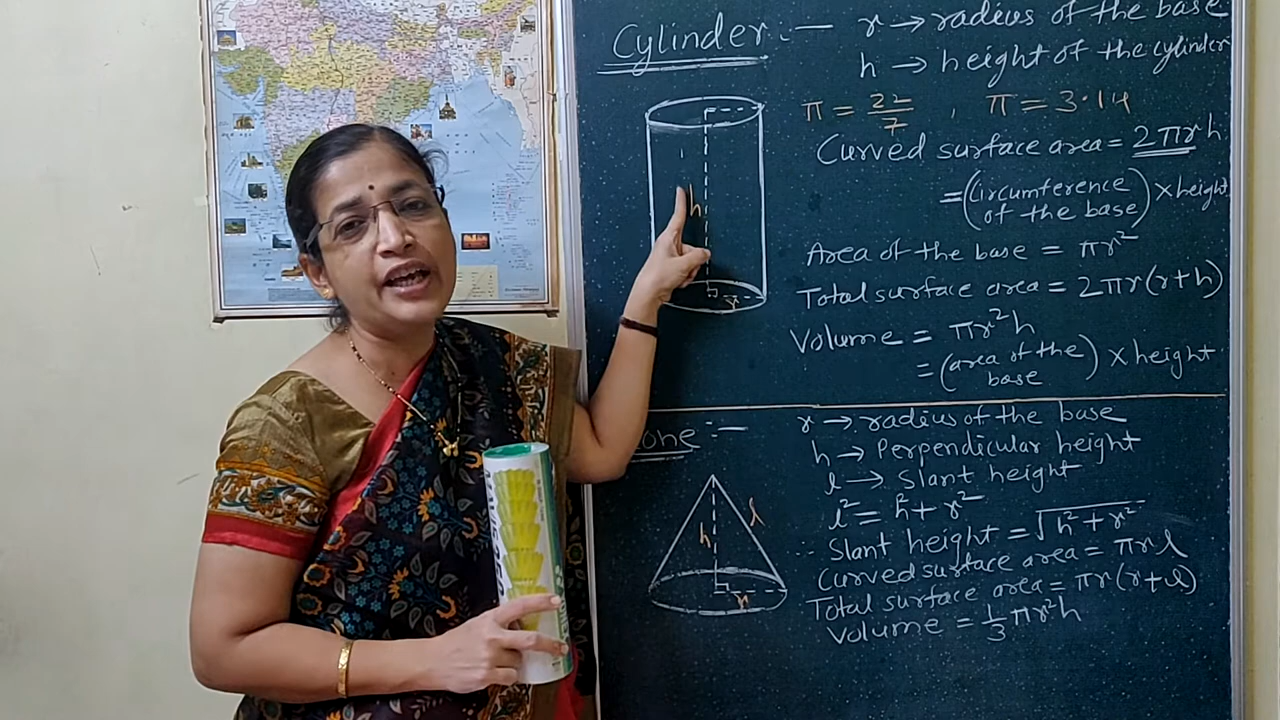 Cylinder :— r → radius of the base
h → height of the cylinder
π = 22/7 , π = 3.14
Curved surface area = 2πrh
= (circumference of the base) × height
Area of the base = πr²
Total surface area = 2πr(r+h)
Volume = πr²h
= (area of the base) × height
h
r
one :—
r → radius of the base
h → Perpendicular height
l → Slant height
l² = h² + r²
∴ Slant height = √h² + r²
Curved surface area = πrl
Total surface area = πr(r+l)
Volume = 1/3 πr²h
h
l
r